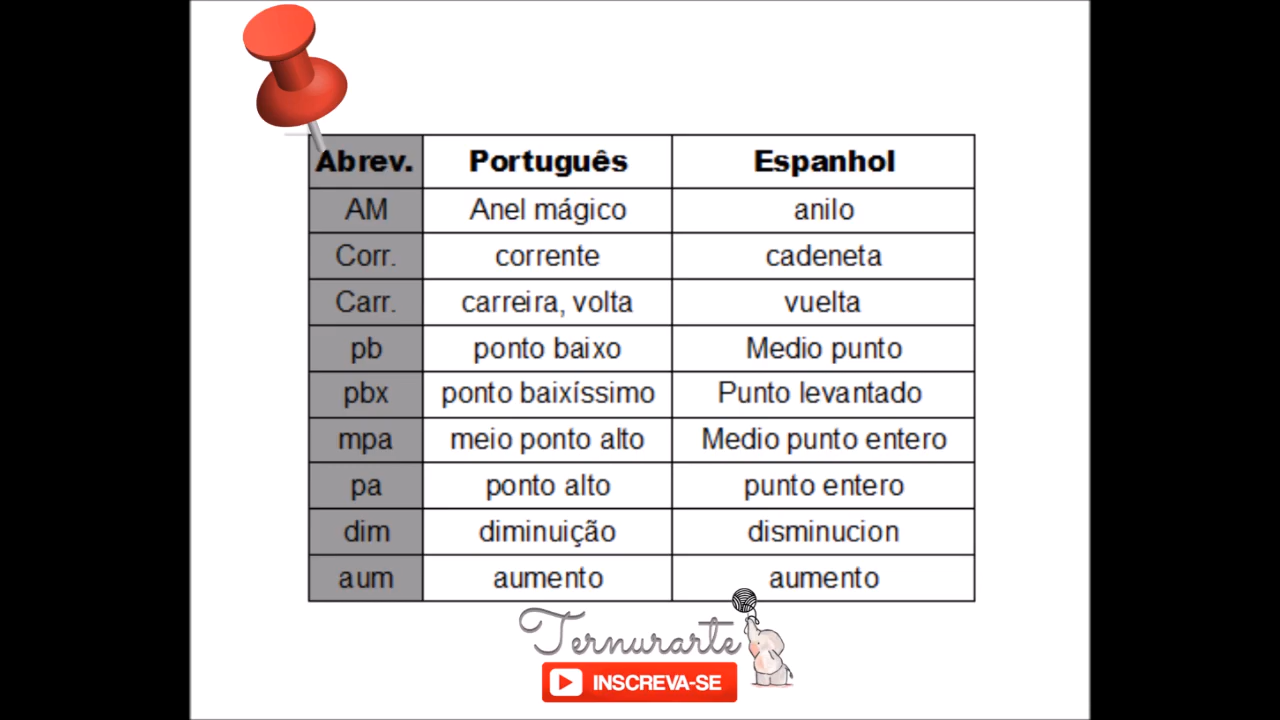 Abrev. Português Espanhol
AM Anel mágico anilo
Corr. corrente cadeneta
Carr. carreira, volta vuelta
pb ponto baixo Medio punto
pbx ponto baixíssimo Punto levantado
mpa meio ponto alto Medio punto entero
pa ponto alto punto entero
dim diminuição disminucion
aum aumento aumento
Ternurarte
INSCREVA-SE